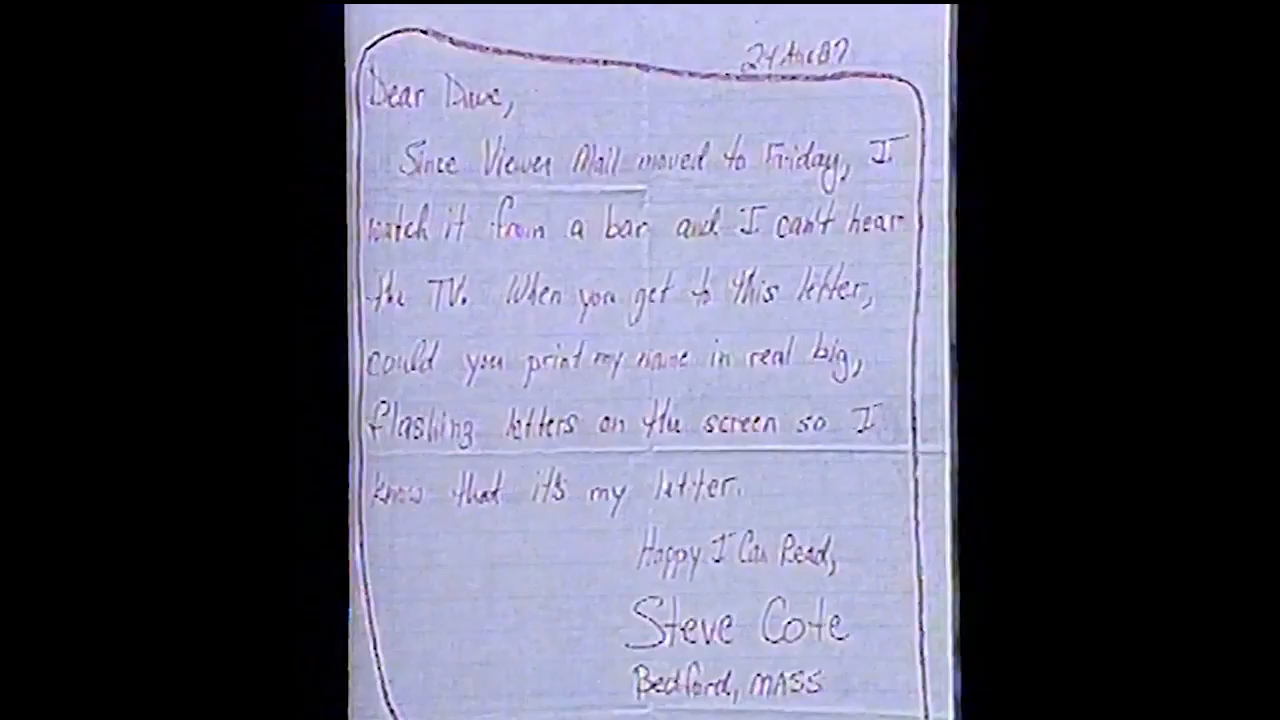 24 Aug 87
Dear Dave,
Since Viewer Mail moved to Friday, I
watch it from a bar and I can't hear
the TV. When you get to this letter,
could you print my name in real big,
flashing letters on the screen so I
know that it's my letter.
Happy I Can Read,
Steve Cote
Bedford, MASS